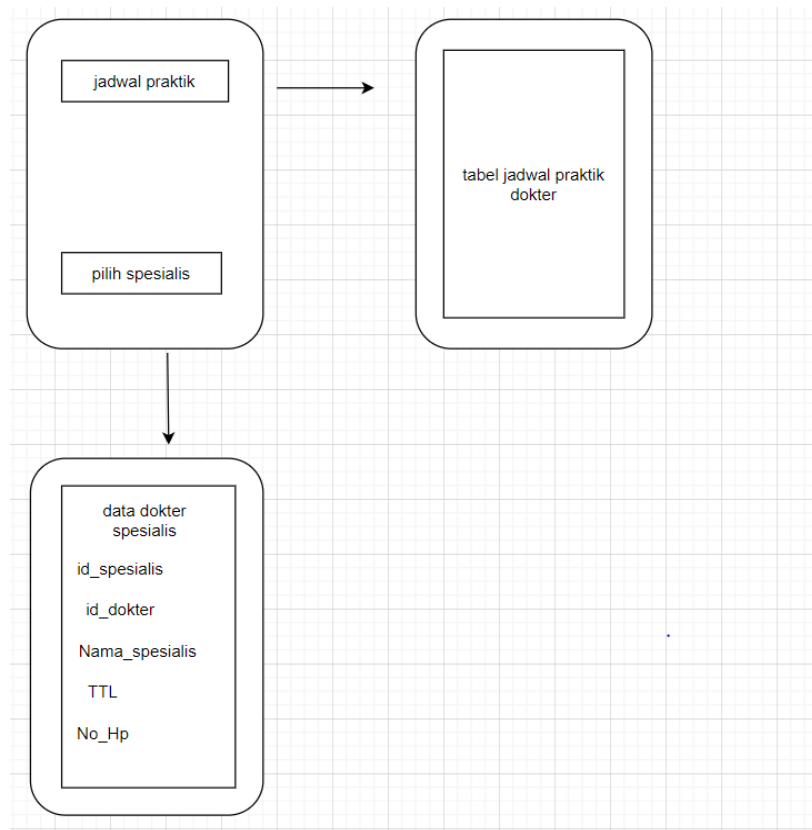 jadwal praktik
pilih spesialis
tabel jadwal praktik
dokter
data dokter
spesialis
id_spesialis
id_dokter
Nama_spesialis
TTL
No_Hp